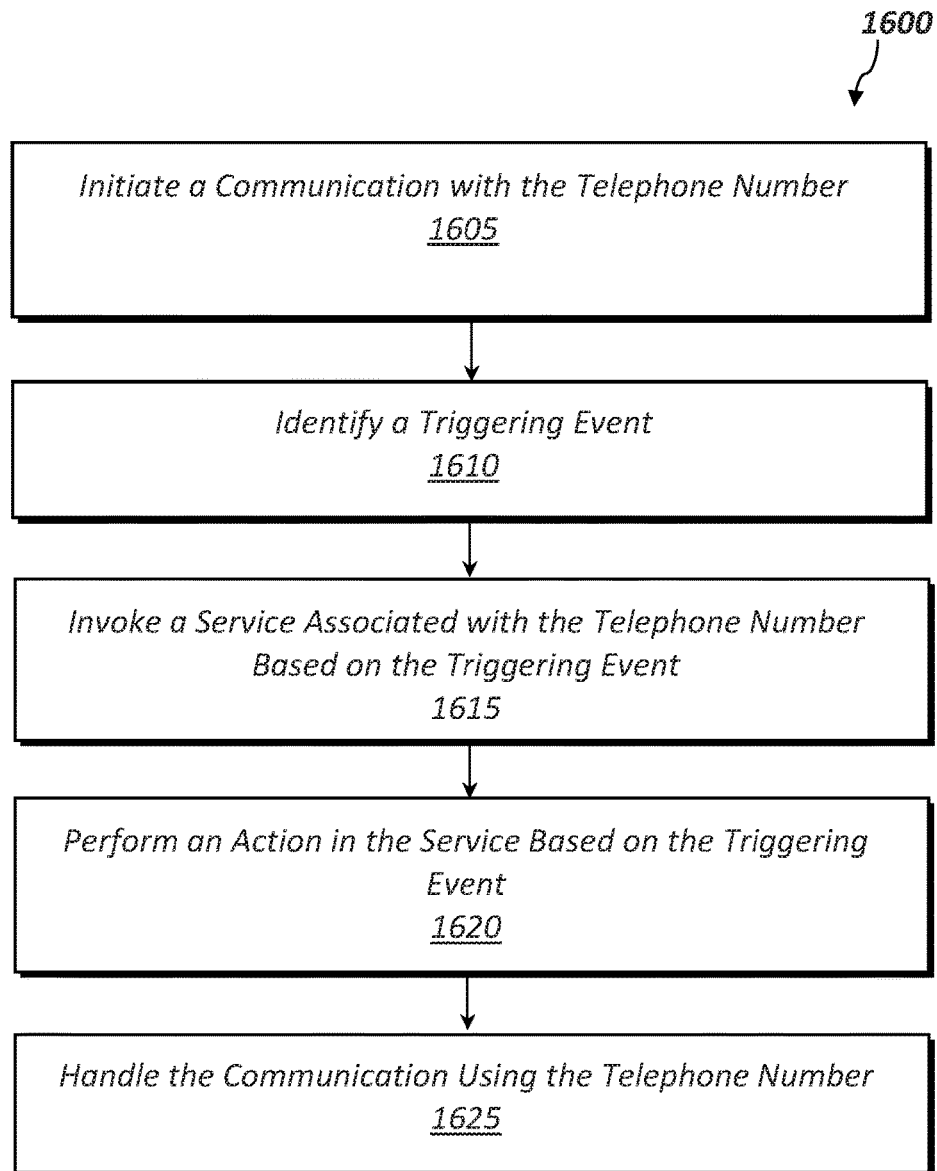 1600
Initiate a Communication with the Telephone Number
1605
Identify a Triggering Event
1610
Invoke a Service Associated with the Telephone Number
Based on the Triggering Event
1615
Perform an Action in the Service Based on the Triggering
Event
1620
Handle the Communication Using the Telephone Number
1625